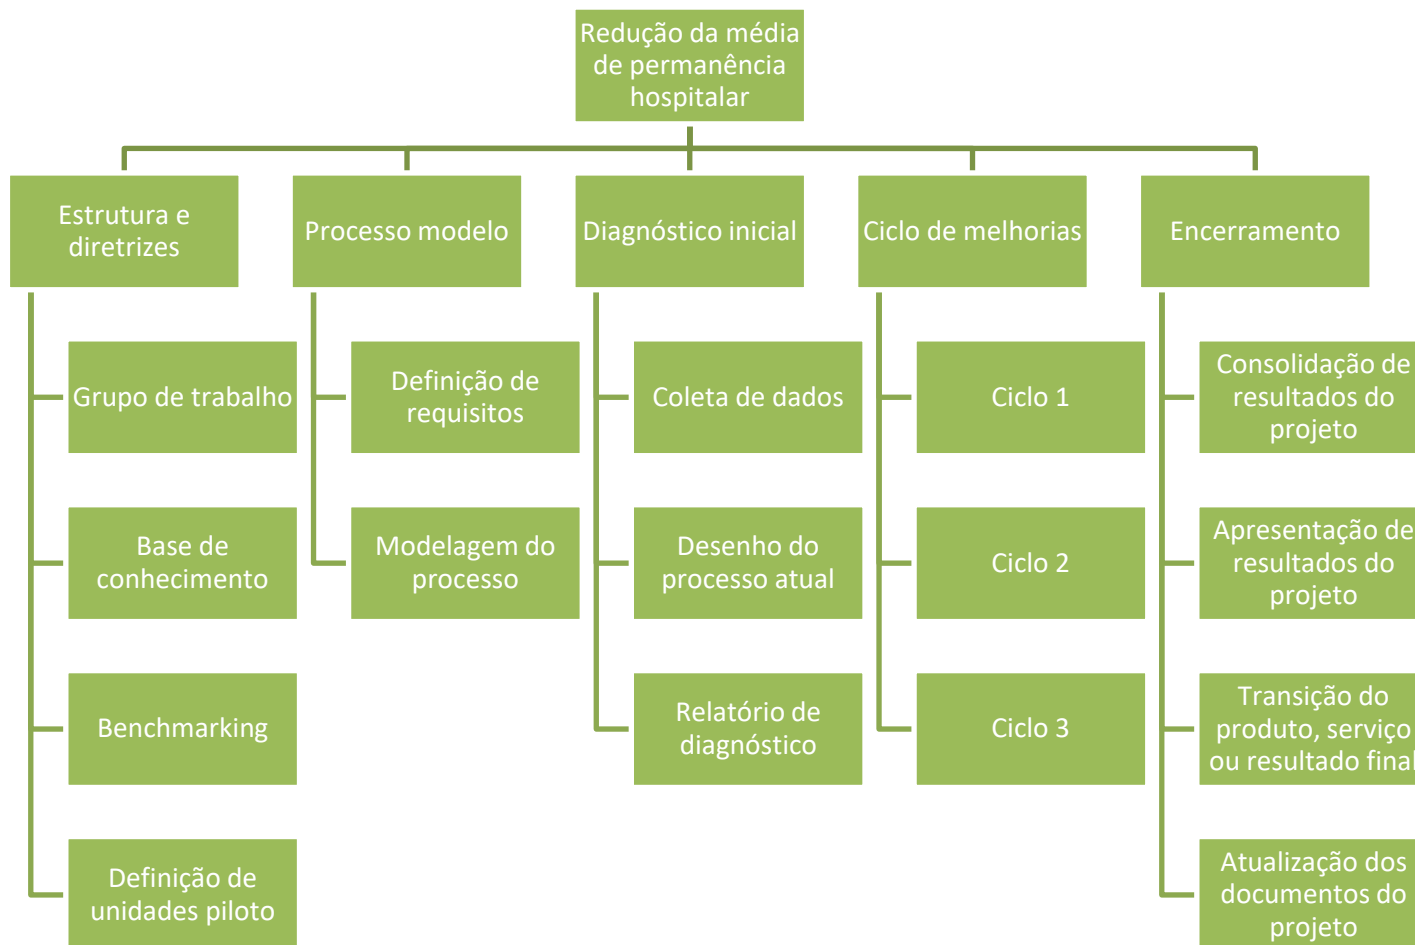 Redução da média
de permanência
hospitalar
Estrutura e
diretrizes
Processo modelo
Diagnóstico inicial
Ciclo de melhorias
Encerramento
Grupo de trabalho
Base de
conhecimento
Benchmarking
Definição de
unidades piloto
Definição de
requisitos
Modelagem do
processo
Coleta de dados
Desenho do
processo atual
Relatório de
diagnóstico
Ciclo 1
Ciclo 2
Ciclo 3
Consolidação de
resultados do
projeto
Apresentação de
resultados do
projeto
Transição do
produto, serviço
ou resultado final
Atualização dos
documentos do
projeto